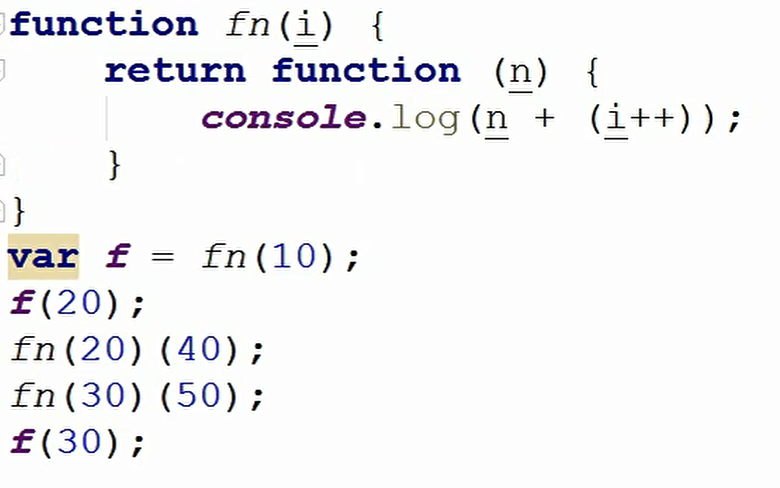 function fn(i) {
    return function (n) {
        console.log(n + (i++));
    }
}
var f = fn(10);
f(20);
fn(20)(40);
fn(30)(50);
f(30);